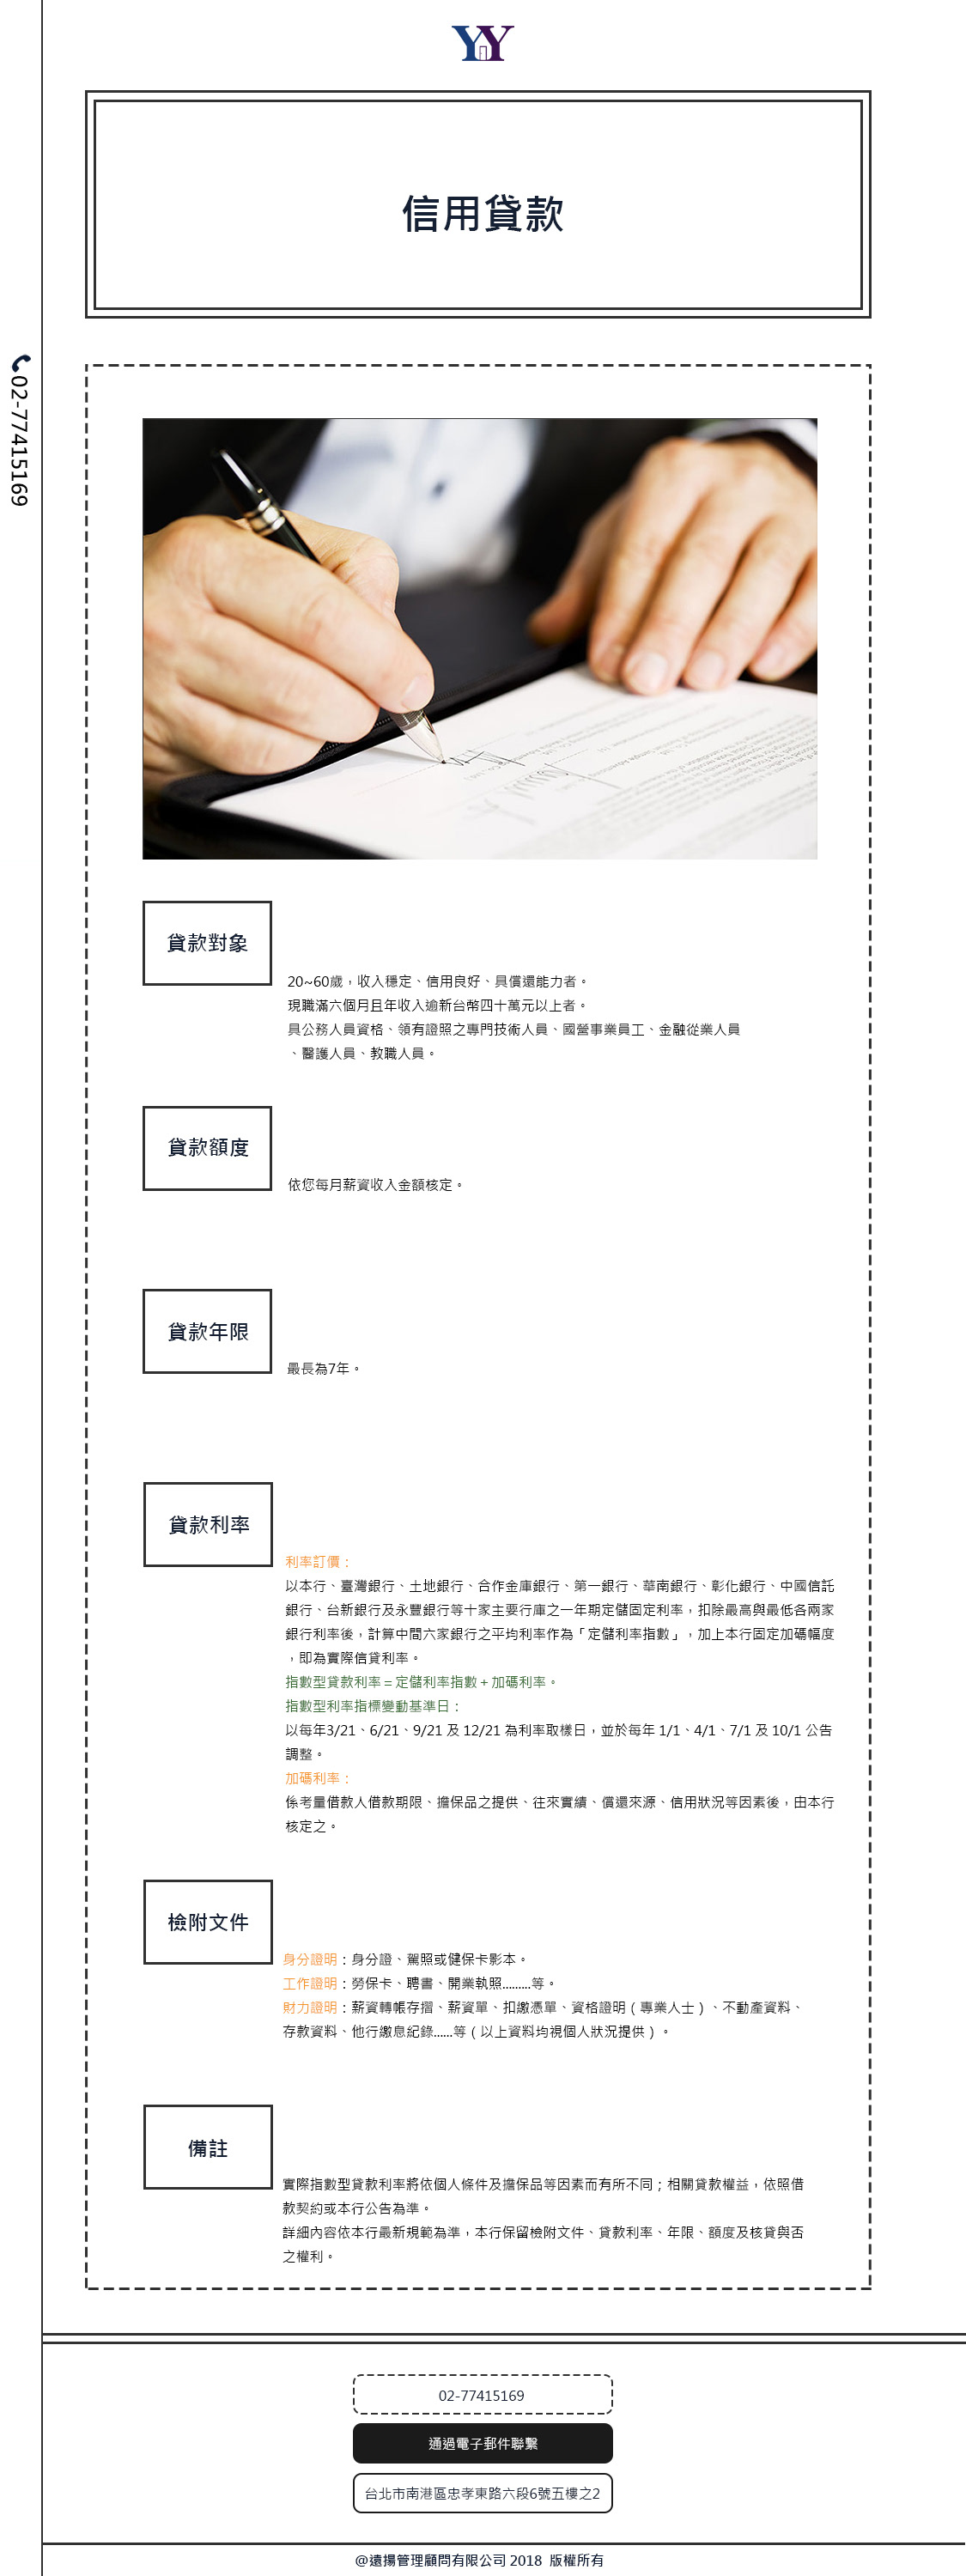 YY
信用貸款
02-77415169
貸款對象
20~60歲，收入穩定、信用良好、具償還能力者。
現職滿六個月且年收入逾新台幣四十萬元以上者。
具公務人員資格、領有證照之專門技術人員、國營事業員工、金融從業人員
、醫護人員、教職人員。
貸款額度
依您每月薪資收入金額核定。
貸款年限
最長為7年。
貸款利率
利率訂價：
以本行、臺灣銀行、土地銀行、合作金庫銀行、第一銀行、華南銀行、彰化銀行、中國信託
銀行、台新銀行及永豐銀行等十家主要行庫之一年期定儲固定利率，扣除最高與最低各兩家
銀行利率後，計算中間六家銀行之平均利率作為「定儲利率指數」，加上本行固定加碼幅度
，即為實際信貸利率。
指數型貸款利率＝定儲利率指數＋加碼利率。
指數型利率指標變動基準日：
以每年3/21、6/21、9/21 及 12/21 為利率取樣日，並於每年 1/1、4/1、7/1 及 10/1 公告
調整。
加碼利率：
係考量借款人借款期限、擔保品之提供、往來實績、償還來源、信用狀況等因素後，由本行
核定之。
檢附文件
身分證明：身分證、駕照或健保卡影本。
工作證明：勞保卡、聘書、開業執照.........等。
財力證明：薪資轉帳存摺、薪資單、扣繳憑單、資格證明（專業人士）、不動產資料、
存款資料、他行繳息紀錄......等（以上資料均視個人狀況提供）。
備註
實際指數型貸款利率將依個人條件及擔保品等因素而有所不同；相關貸款權益，依照借
款契約或本行公告為準。
詳細內容依本行最新規範為準，本行保留檢附文件、貸款利率、年限、額度及核貸與否
之權利。
02-77415169
通過電子郵件聯繫
台北市南港區忠孝東路六段6號五樓之2
@遠揚管理顧問有限公司 2018 版權所有